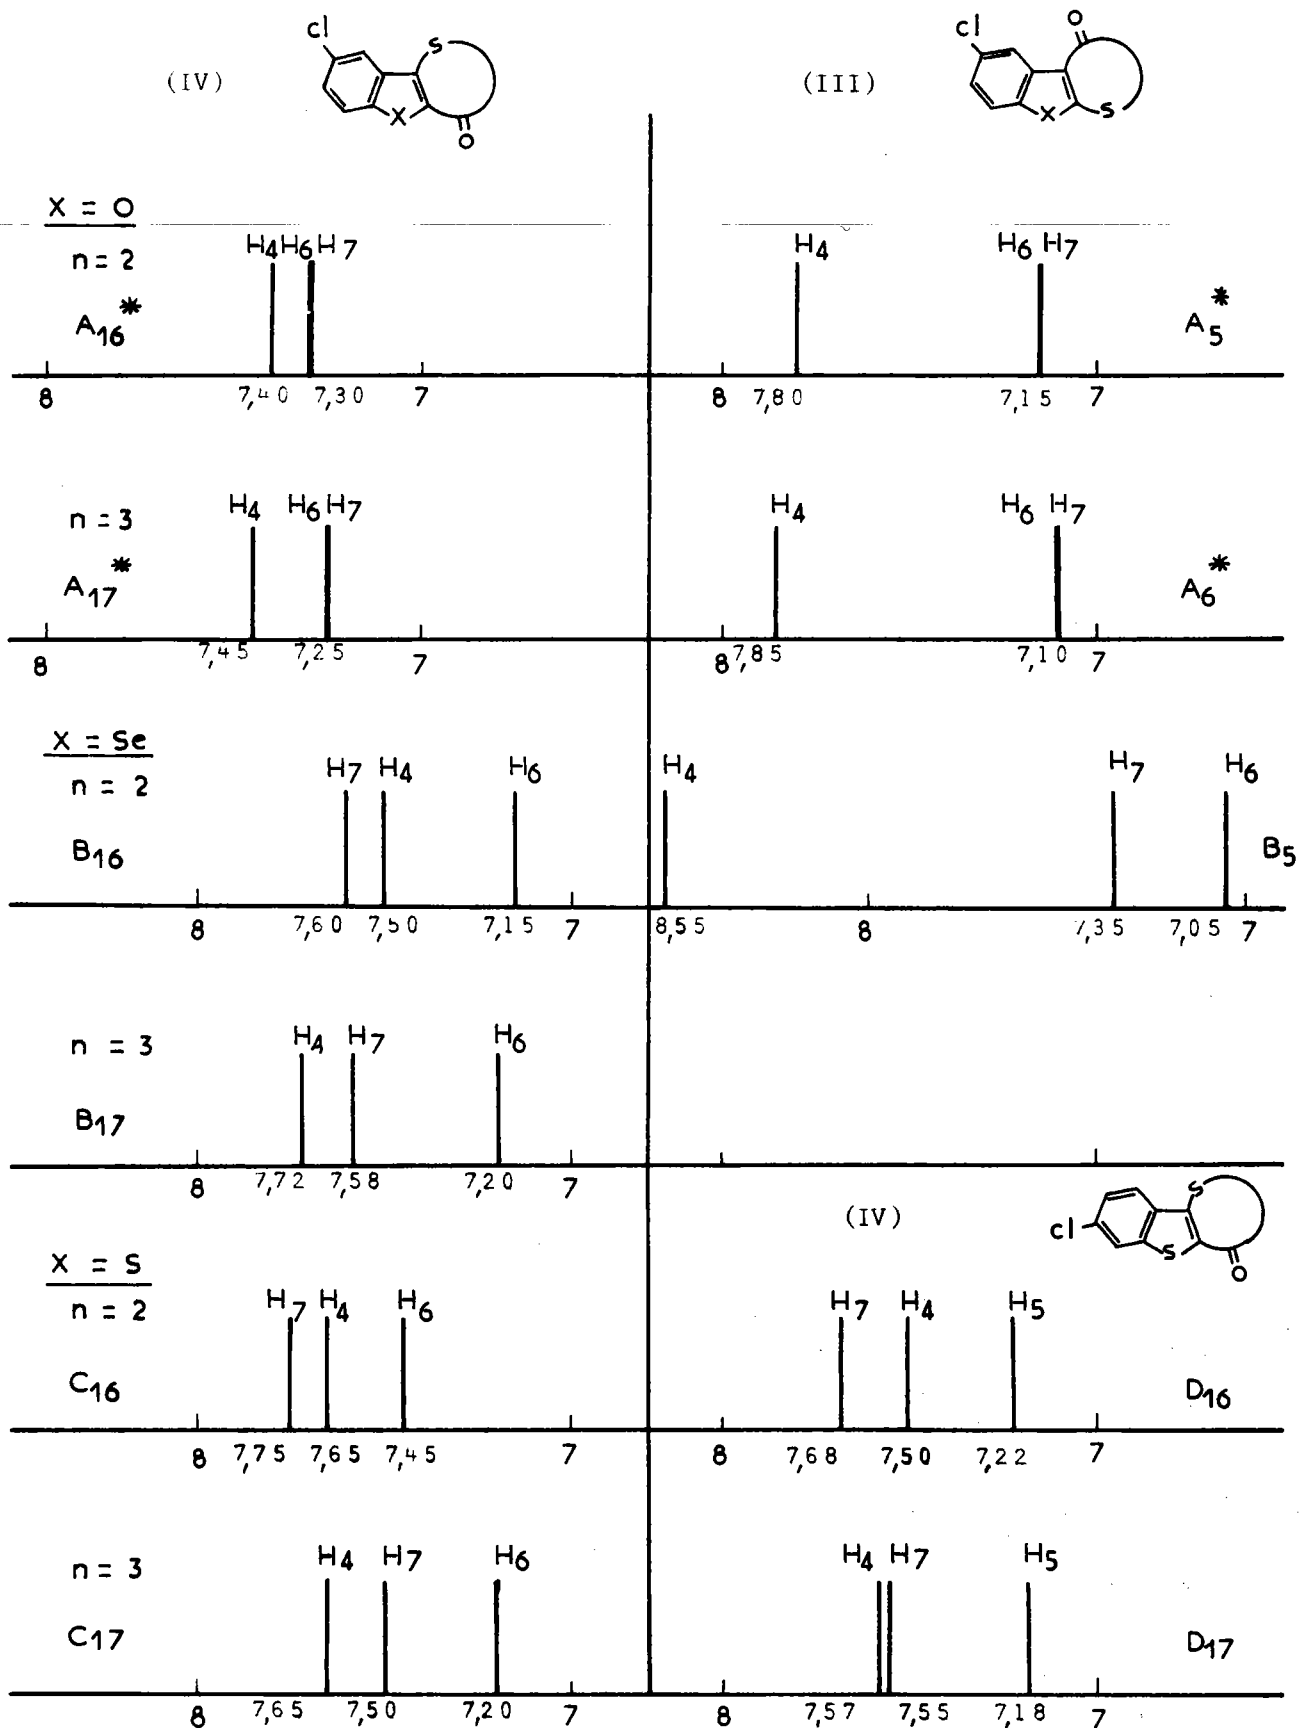 cl
S
(IV)
X
O
cl
O
(III)
X
S
X = O
n = 2
A16*
H4 H6 H7
8 7,40 7,30 7
H4 H6 H7
A5*
8 7,80 7,15 7
n = 3
A17*
H4 H6 H7
8 7,45 7,25 7
H4 H6 H7
A6*
8 7,85 7,10 7
X = Se
n = 2
B16
H7 H4 H6
8 7,60 7,50 7,15 7
H4 H7 H6
B5
8,55 8 7,35 7,05 7
n = 3
B17
H4 H7 H6
8 7,72 7,58 7,20 7
(IV)
cl
S
S
O
X = S
n = 2
C16
H7 H4 H6
8 7,75 7,65 7,45 7
H7 H4 H5
D16
8 7,68 7,50 7,22 7
n = 3
C17
H4 H7 H6
8 7,65 7,50 7,20 7
H4 H7 H5
D17
8 7,57 7,55 7,18 7